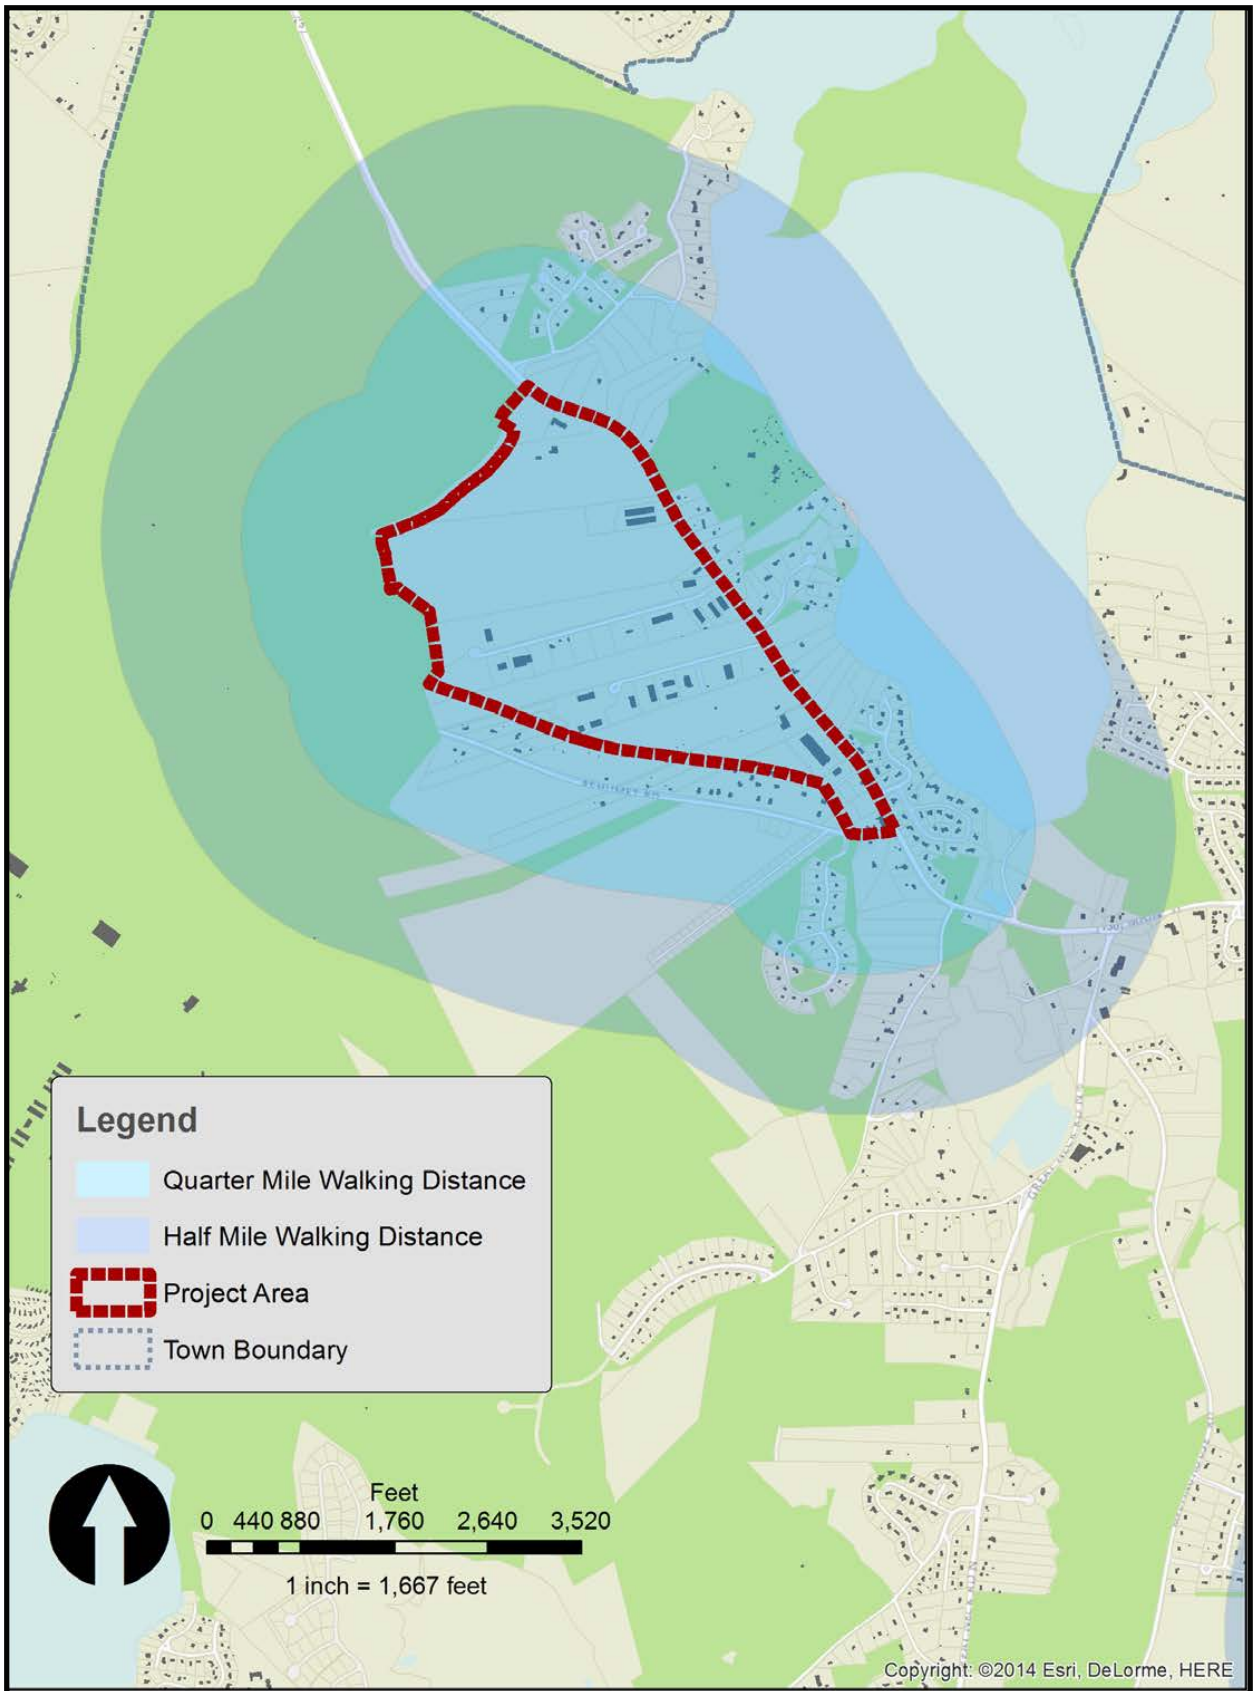 Legend
Quarter Mile Walking Distance
Half Mile Walking Distance
Project Area
Town Boundary
Feet
0 440 880 1,760 2,640 3,520
1 inch = 1,667 feet
Copyright: ©2014 Esri, DeLorme, HERE